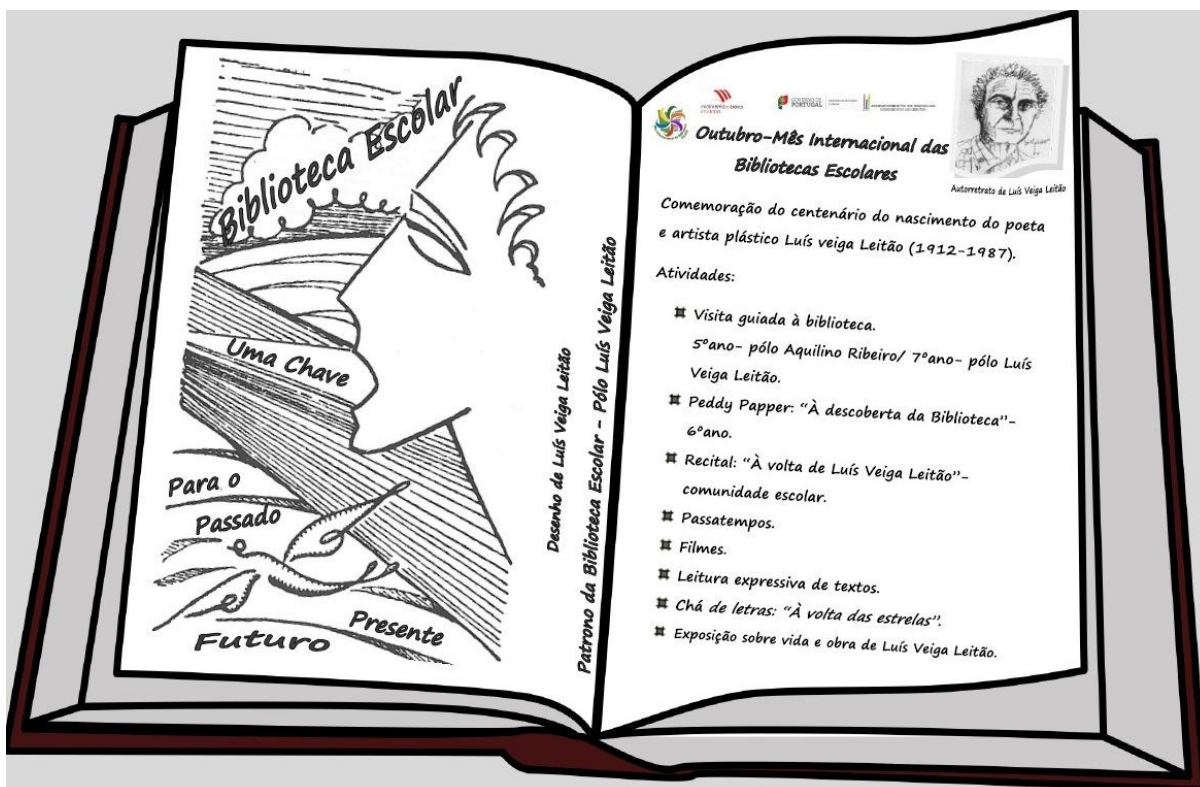 Biblioteca Escolar
Uma Chave
Para o
Passado
Presente
Futuro
Desenho de Luís Veiga Leitão
Patrono da Biblioteca Escolar - Pólo Luís Veiga Leitão
GOVERNO DE
PORTUGAL
Outubro-Mês Internacional das
Bibliotecas Escolares
Autorretrato de Luís Veiga Leitão
Comemoração do centenário do nascimento do poeta
e artista plástico Luís veiga Leitão (1912-1987).
Atividades:
Visita guiada à biblioteca.
5ºano- pólo Aquilino Ribeiro/ 7ºano- pólo Luís
Veiga Leitão.
Peddy Papper: “À descoberta da Biblioteca”-
6ºano.
Recital: “À volta de Luís Veiga Leitão”-
comunidade escolar.
Passatempos.
Filmes.
Leitura expressiva de textos.
Chá de letras: “À volta das estrelas”.
Exposição sobre vida e obra de Luís Veiga Leitão.